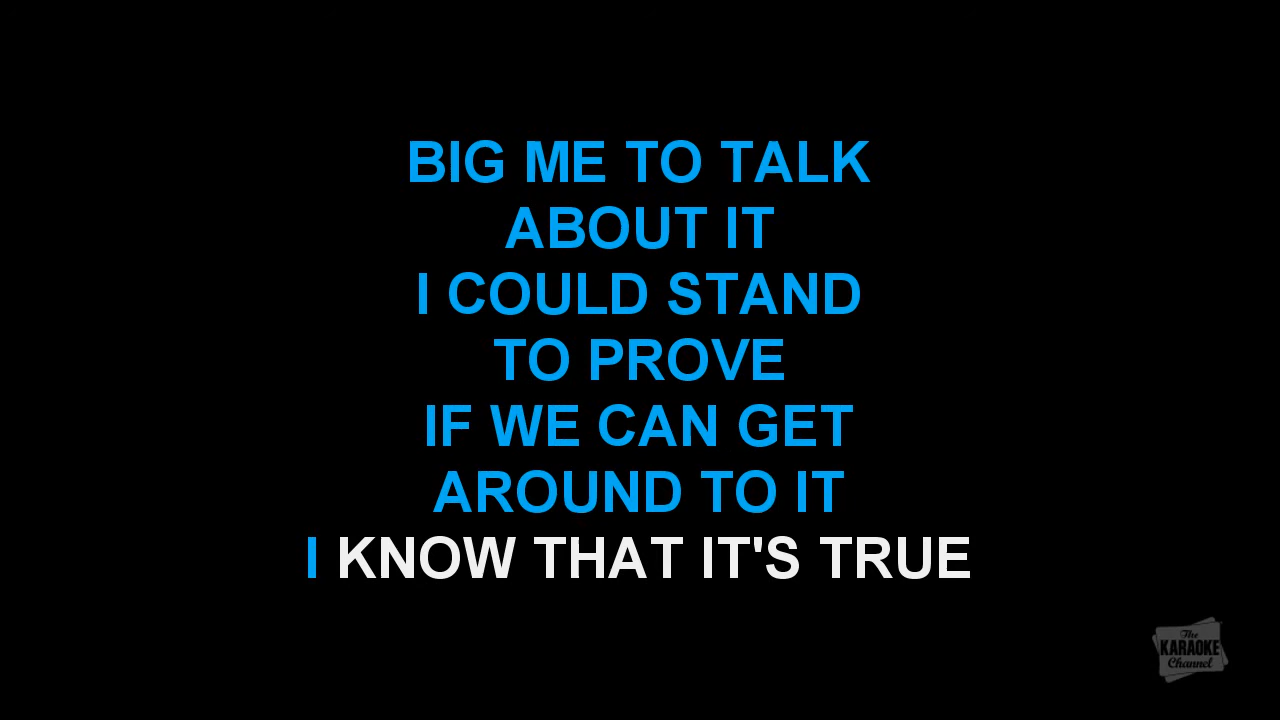 BIG ME TO TALK
ABOUT IT
I COULD STAND
TO PROVE
IF WE CAN GET
AROUND TO IT
I KNOW THAT IT'S TRUE
The
KARAOKE
Channel